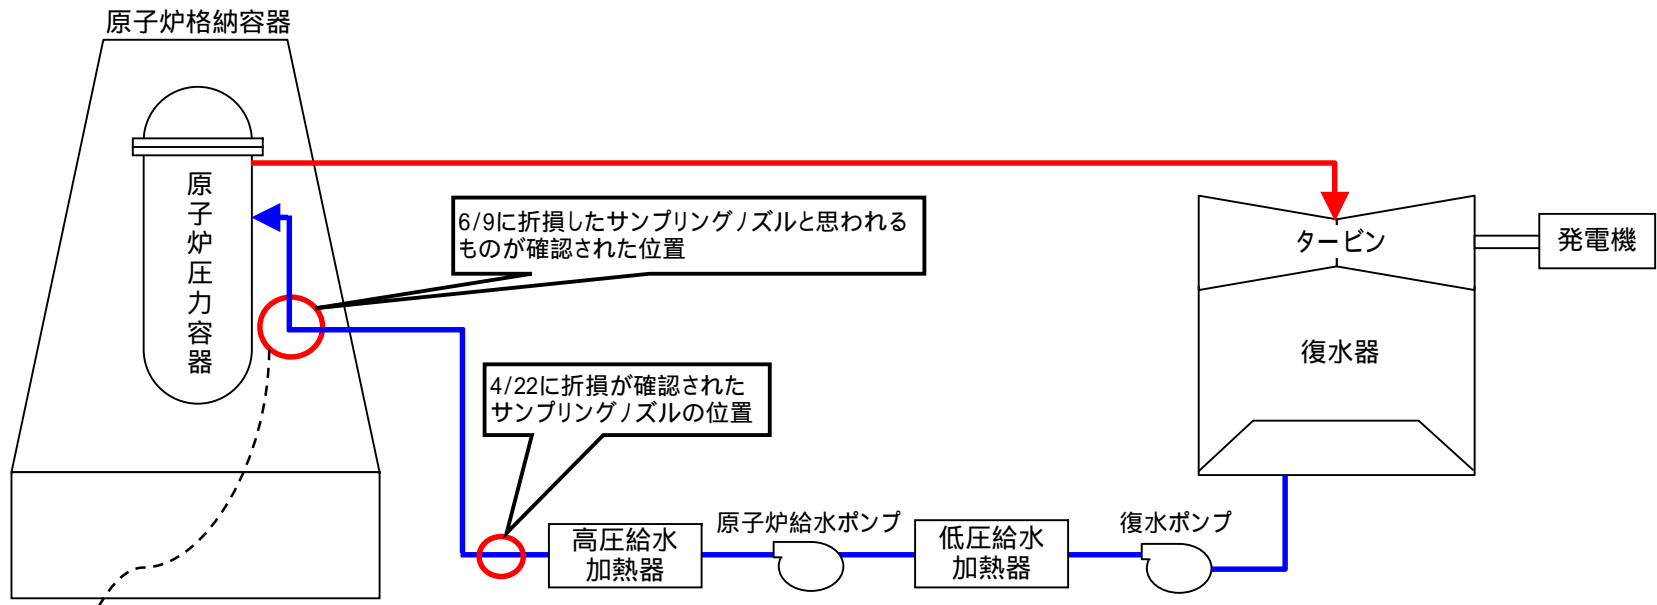 原子炉格納容器
原子炉圧力容器
6/9に折損したサンプリングノズルと思われる
ものが確認された位置
4/22に折損が確認された
サンプリングノズルの位置
タービン
発電機
復水器
高圧給水
加熱器
原子炉給水ポンプ
低圧給水
加熱器
復水ポンプ